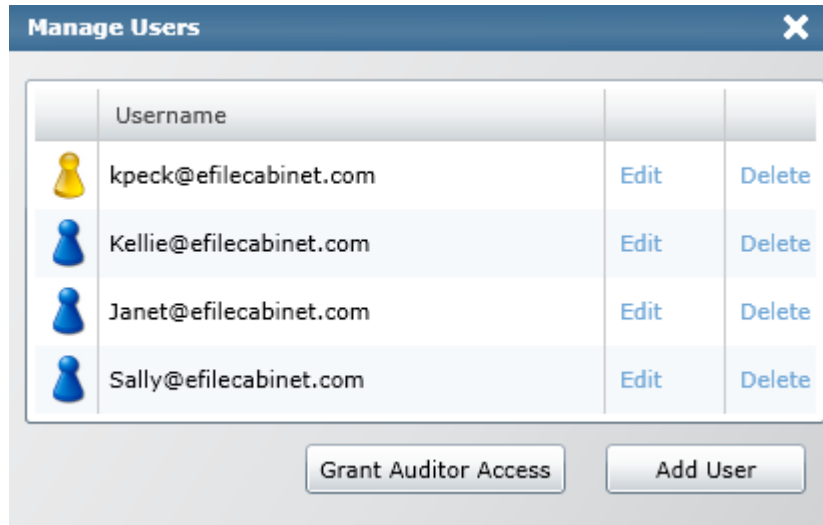 Manage Users
Username
kpeck@efilecabinet.com Edit Delete
Kellie@efilecabinet.com Edit Delete
Janet@efilecabinet.com Edit Delete
Sally@efilecabinet.com Edit Delete
Grant Auditor Access Add User